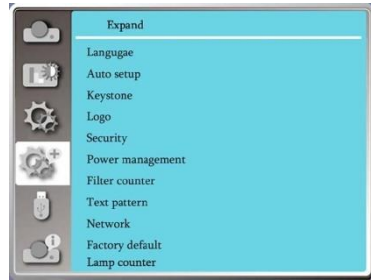 Expand
Langugae
Auto setup
Keystone
Logo
Security
Power management
Filter counter
Text pattern
Network
Factory default
Lamp counter